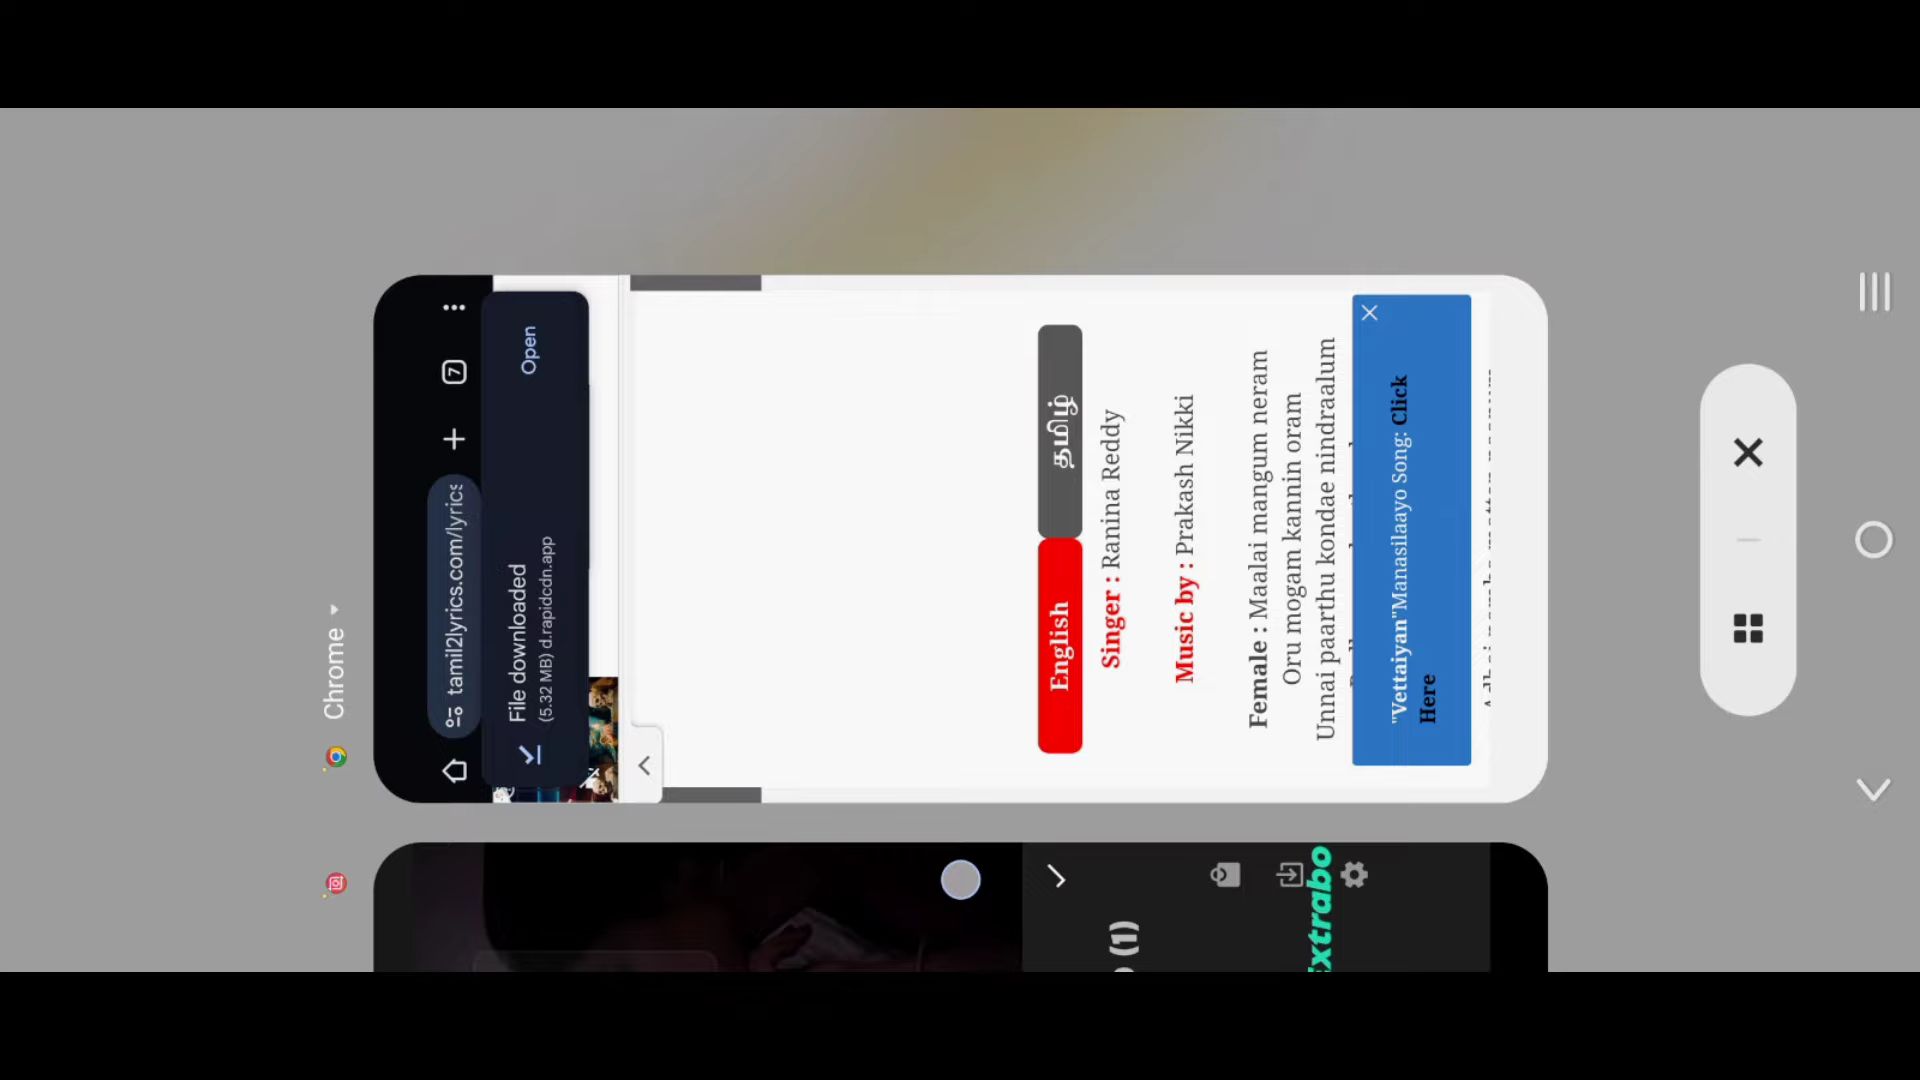 Chrome
tamil2lyrics.com/lyrics
7
File downloaded
(5.32 MB) d.rapidcdn.app
Open
English
தமிழ்
Singer : Ranina Reddy
Music by : Prakash Nikki
Female : Maalai mangum neram
Oru mogam kannin oram
Unnai paarthu kondae nindraalum
"Vettaiyan"Manasilaayo Song: Click
Here
(1)
Extrabo